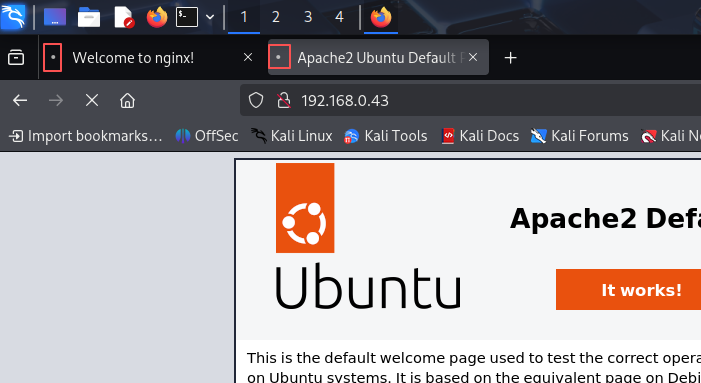 1 2 3 4
Welcome to nginx! Apache2 Ubuntu Default
192.168.0.43
Import bookmarks... OffSec Kali Linux Kali Tools Kali Docs Kali Forums Kali
Ubuntu
Apache2 Defa
It works!
This is the default welcome page used to test the correct opera
on Ubuntu systems. It is based on the equivalent page on Debi